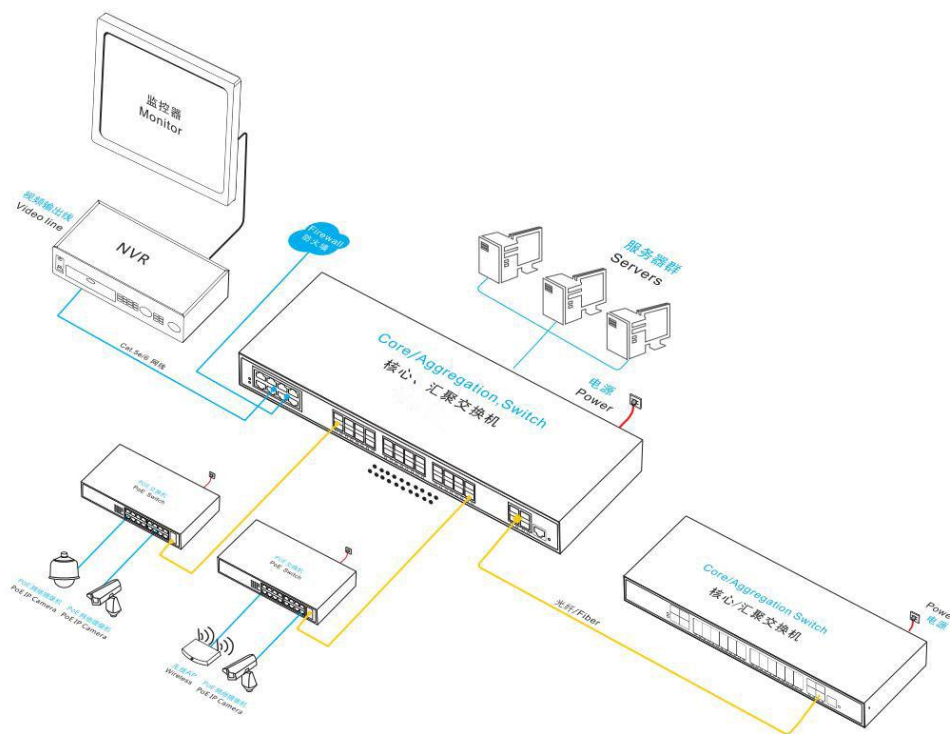 监控器
Monitor
视频输出线
Video line
NVR
Firewall
防火墙
服务器群
Servers
Cat.5e/6 网线
Core/Aggregation,Switch
核心、汇聚交换机
电源
Power
PoE 交换机
PoE Switch
PoE 交换机
PoE Switch
PoE 网络摄像机
PoE IP Camera
PoE 网络摄像机
PoE IP Camera
无线AP
Wireless
PoE 网络摄像机
PoE IP Camera
光纤/Fiber
Core/Aggregation Switch
核心/汇聚交换机
Power
电源